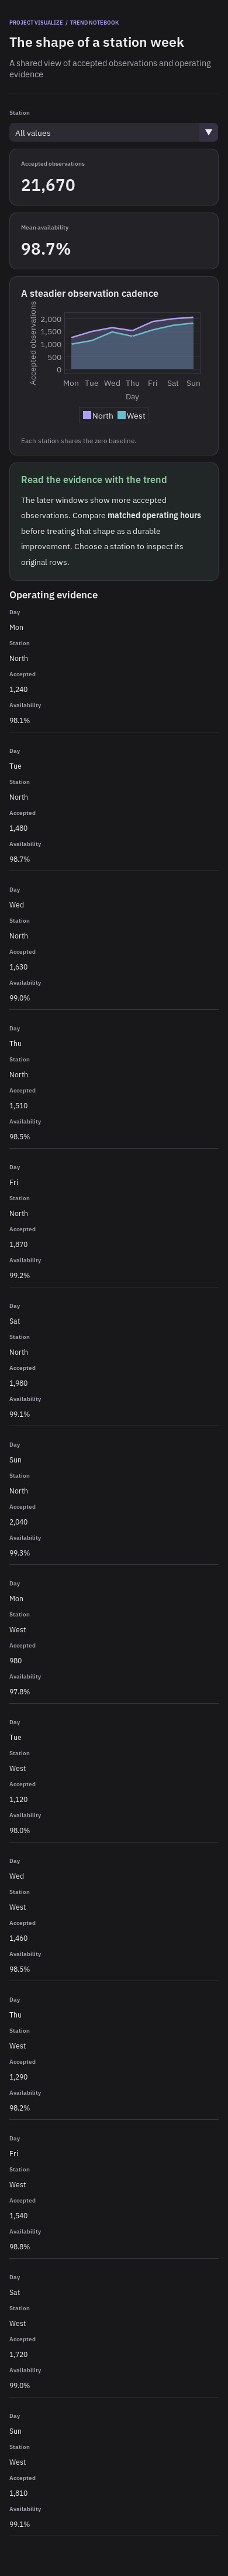 PROJECT VISUALIZE / TREND NOTEBOOK
The shape of a station week
A shared view of accepted observations and operating
evidence
Station
All values
Accepted observations
21,670
Mean availability
98.7%
A steadier observation cadence
Accepted observations
2,000
1,500
1,000
500
0
Mon Tue Wed Thu Fri Sat Sun
Day
North West
Each station shares the zero baseline.
Read the evidence with the trend
The later windows show more accepted
observations. Compare matched operating hours
before treating that shape as a durable
improvement. Choose a station to inspect its
original rows.
Operating evidence
Day
Mon
Station
North
Accepted
1,240
Availability
98.1%
Day
Tue
Station
North
Accepted
1,480
Availability
98.7%
Day
Wed
Station
North
Accepted
1,630
Availability
99.0%
Day
Thu
Station
North
Accepted
1,510
Availability
98.5%
Day
Fri
Station
North
Accepted
1,870
Availability
99.2%
Day
Sat
Station
North
Accepted
1,980
Availability
99.1%
Day
Sun
Station
North
Accepted
2,040
Availability
99.3%
Day
Mon
Station
West
Accepted
980
Availability
97.8%
Day
Tue
Station
West
Accepted
1,120
Availability
98.0%
Day
Wed
Station
West
Accepted
1,460
Availability
98.5%
Day
Thu
Station
West
Accepted
1,290
Availability
98.2%
Day
Fri
Station
West
Accepted
1,540
Availability
98.8%
Day
Sat
Station
West
Accepted
1,720
Availability
99.0%
Day
Sun
Station
West
Accepted
1,810
Availability
99.1%